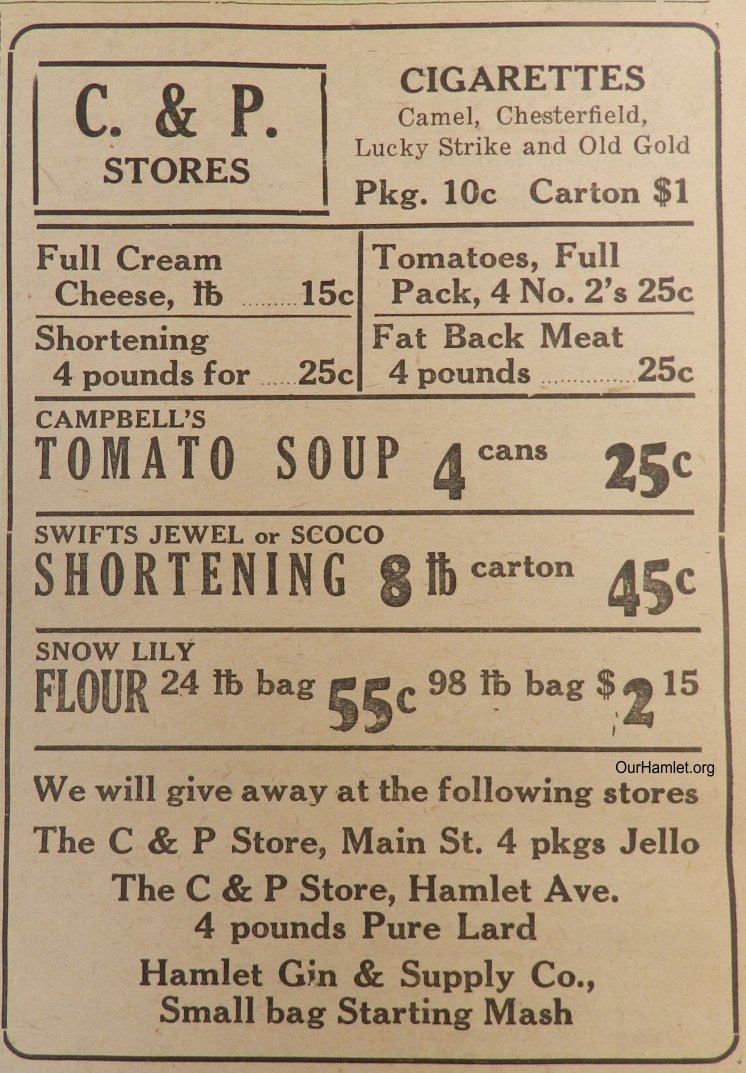 C. & P.
STORES
CIGARETTES
Camel, Chesterfield,
Lucky Strike and Old Gold
Pkg. 10c Carton $1
Full Cream
Cheese, lb ......... 15c
Tomatoes, Full
Pack, 4 No. 2's 25c
Shortening
4 pounds for ...... 25c
Fat Back Meat
4 pounds ............... 25c
CAMPBELL'S
TOMATO SOUP 4 cans 25c
SWIFTS JEWEL or SCOCO
SHORTENING 8 lb carton 45c
SNOW LILY
FLOUR 24 lb bag 55c 98 lb bag $2 15
OurHamlet.org
We will give away at the following stores
The C & P Store, Main St. 4 pkgs Jello
The C & P Store, Hamlet Ave.
4 pounds Pure Lard
Hamlet Gin & Supply Co.,
Small bag Starting Mash